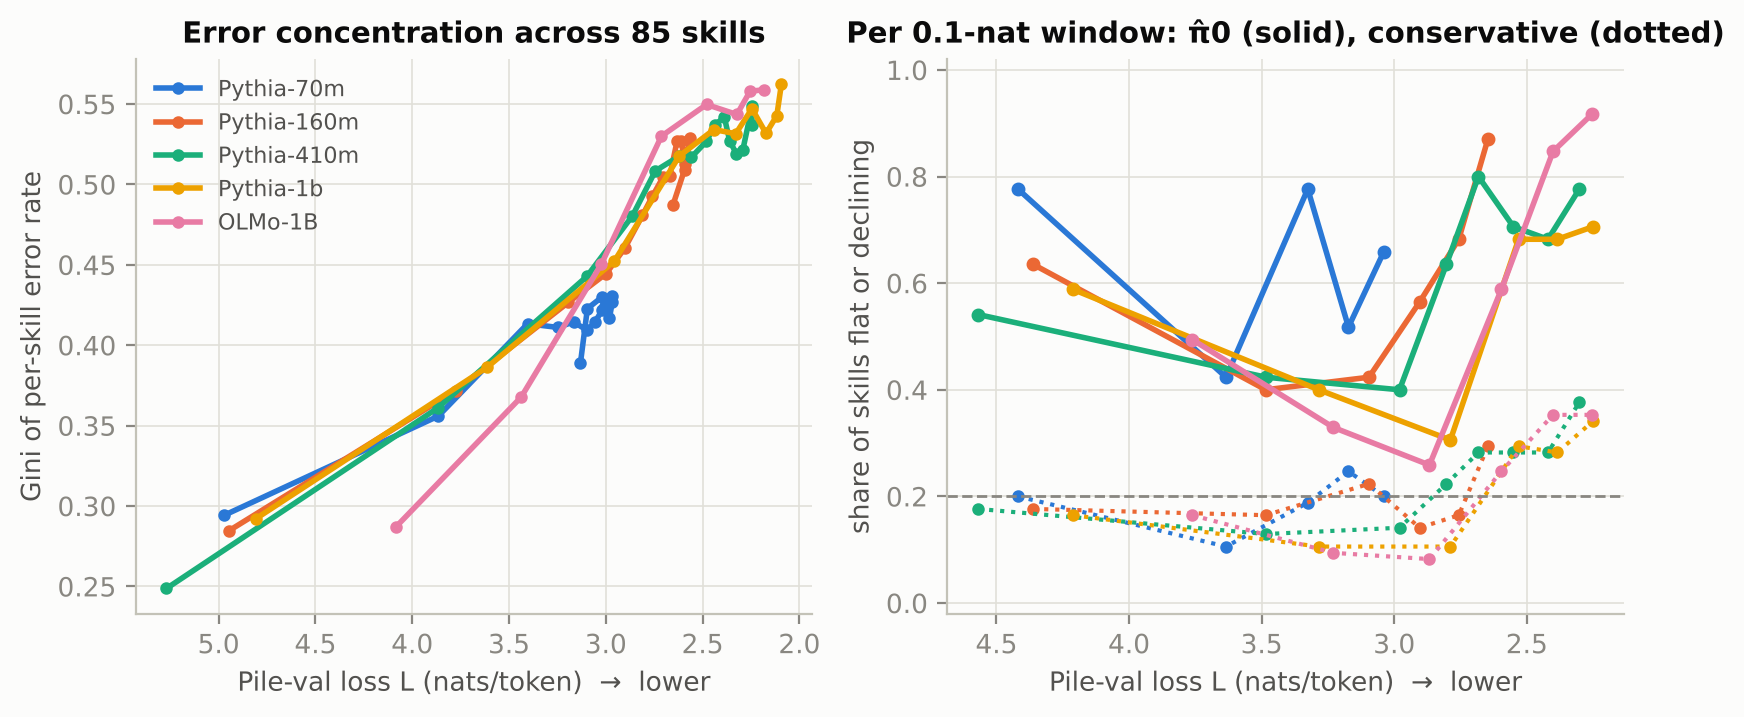 Error concentration across 85 skills
Gini of per-skill error rate
0.55
0.50
0.45
0.40
0.35
0.30
0.25
Pythia-70m
Pythia-160m
Pythia-410m
Pythia-1b
OLMo-1B
5.0 4.5 4.0 3.5 3.0 2.5 2.0
Pile-val loss L (nats/token) → lower
Per 0.1-nat window: π̂0 (solid), conservative (dotted)
share of skills flat or declining
1.0
0.8
0.6
0.4
0.2
0.0
4.5 4.0 3.5 3.0 2.5
Pile-val loss L (nats/token) → lower